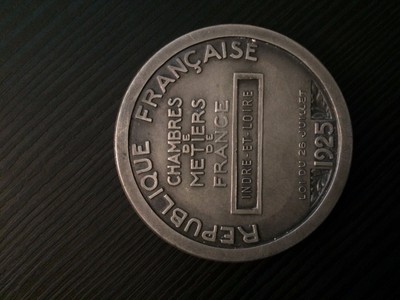 REPUBLIQUE FRANÇAISE
CHAMBRES
DE
METIERS
DE
FRANCE
INDRE-ET-LOIRE
LOI DU 26 JUILLET
1925